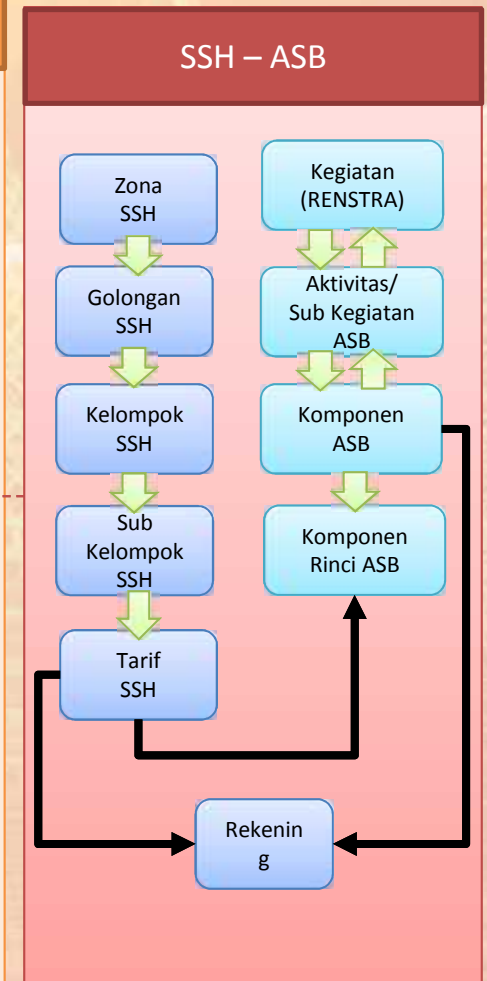 SSH – ASB
Zona
SSH
Golongan
SSH
Kelompok
SSH
Sub
Kelompok
SSH
Tarif
SSH
Kegiatan
(RENSTRA)
Aktivitas/
Sub Kegiatan
ASB
Komponen
ASB
Komponen
Rinci ASB
Rekenin
g